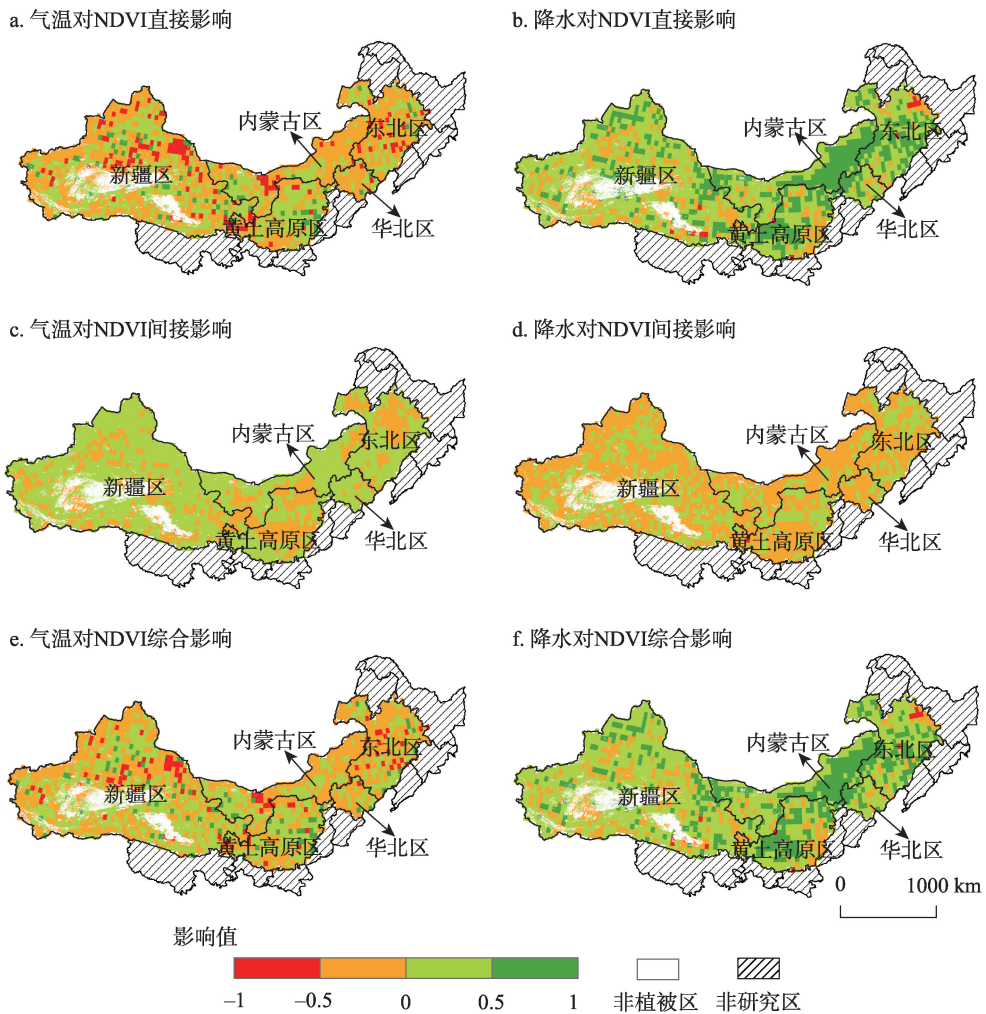 a. 气温对NDVI直接影响
b. 降水对NDVI直接影响
内蒙古区
东北区
新疆区
黄土高原区
华北区
内蒙古区
东北区
新疆区
黄土高原区
华北区
c. 气温对NDVI间接影响
d. 降水对NDVI间接影响
内蒙古区
东北区
新疆区
黄土高原区
华北区
内蒙古区
东北区
新疆区
黄土高原区
华北区
e. 气温对NDVI综合影响
f. 降水对NDVI综合影响
内蒙古区
东北区
新疆区
黄土高原区
华北区
内蒙古区
东北区
新疆区
黄土高原区
华北区
0 1000 km
影响值
−1 −0.5 0 0.5 1
非植被区 非研究区